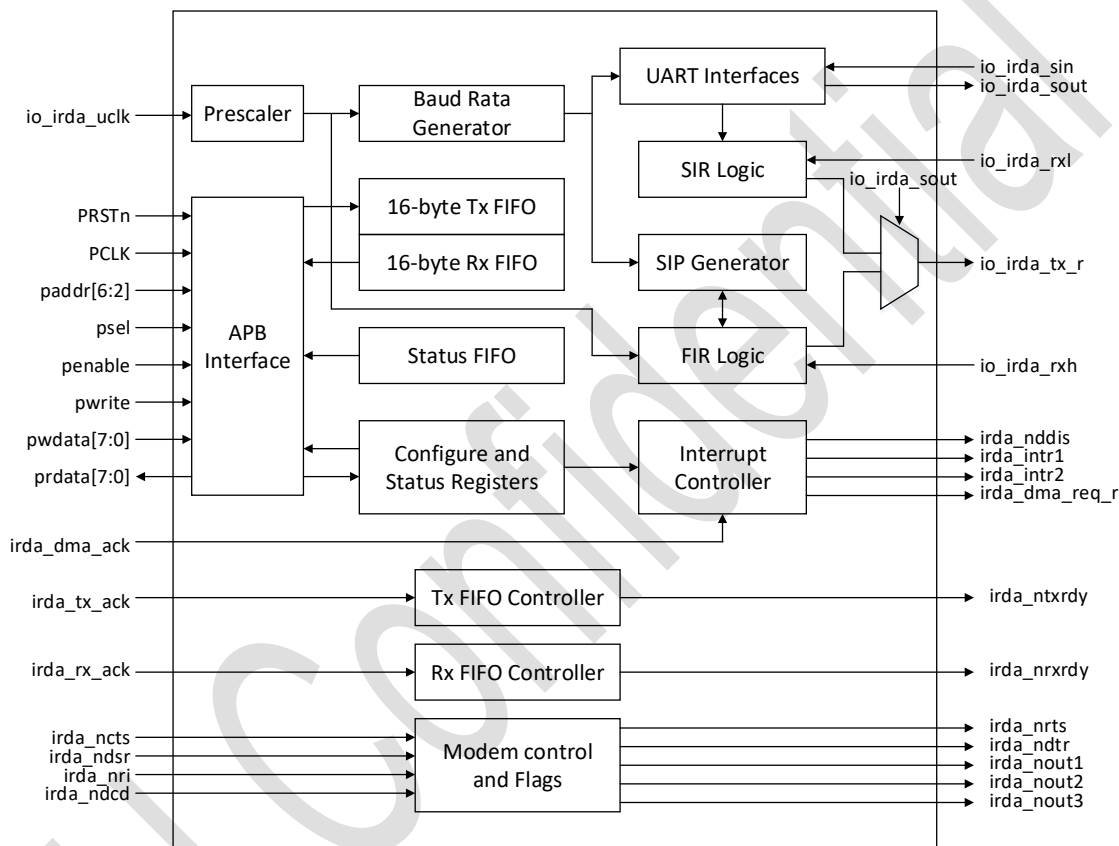 UART Interfaces
io_irda_sin
io_irda_sout
io_irda_uclk
Prescaler
Baud Rata
Generator
SIR Logic
io_irda_rxl
io_irda_sout
PRSTn
PCLK
paddr[6:2]
psel
penable
pwrite
pwdata[7:0]
prdata[7:0]
APB
Interface
16-byte Tx FIFO
16-byte Rx FIFO
SIP Generator
io_irda_tx_r
Status FIFO
FIR Logic
io_irda_rxh
Configure and
Status Registers
Interrupt
Controller
irda_nddis
irda_intr1
irda_intr2
irda_dma_req_r
irda_dma_ack
irda_tx_ack
Tx FIFO Controller
irda_ntxrdy
irda_rx_ack
Rx FIFO Controller
irda_nrxrdy
irda_ncts
irda_ndsr
irda_nri
irda_ndcd
Modem control
and Flags
irda_nrts
irda_ndtr
irda_nout1
irda_nout2
irda_nout3
Confidential